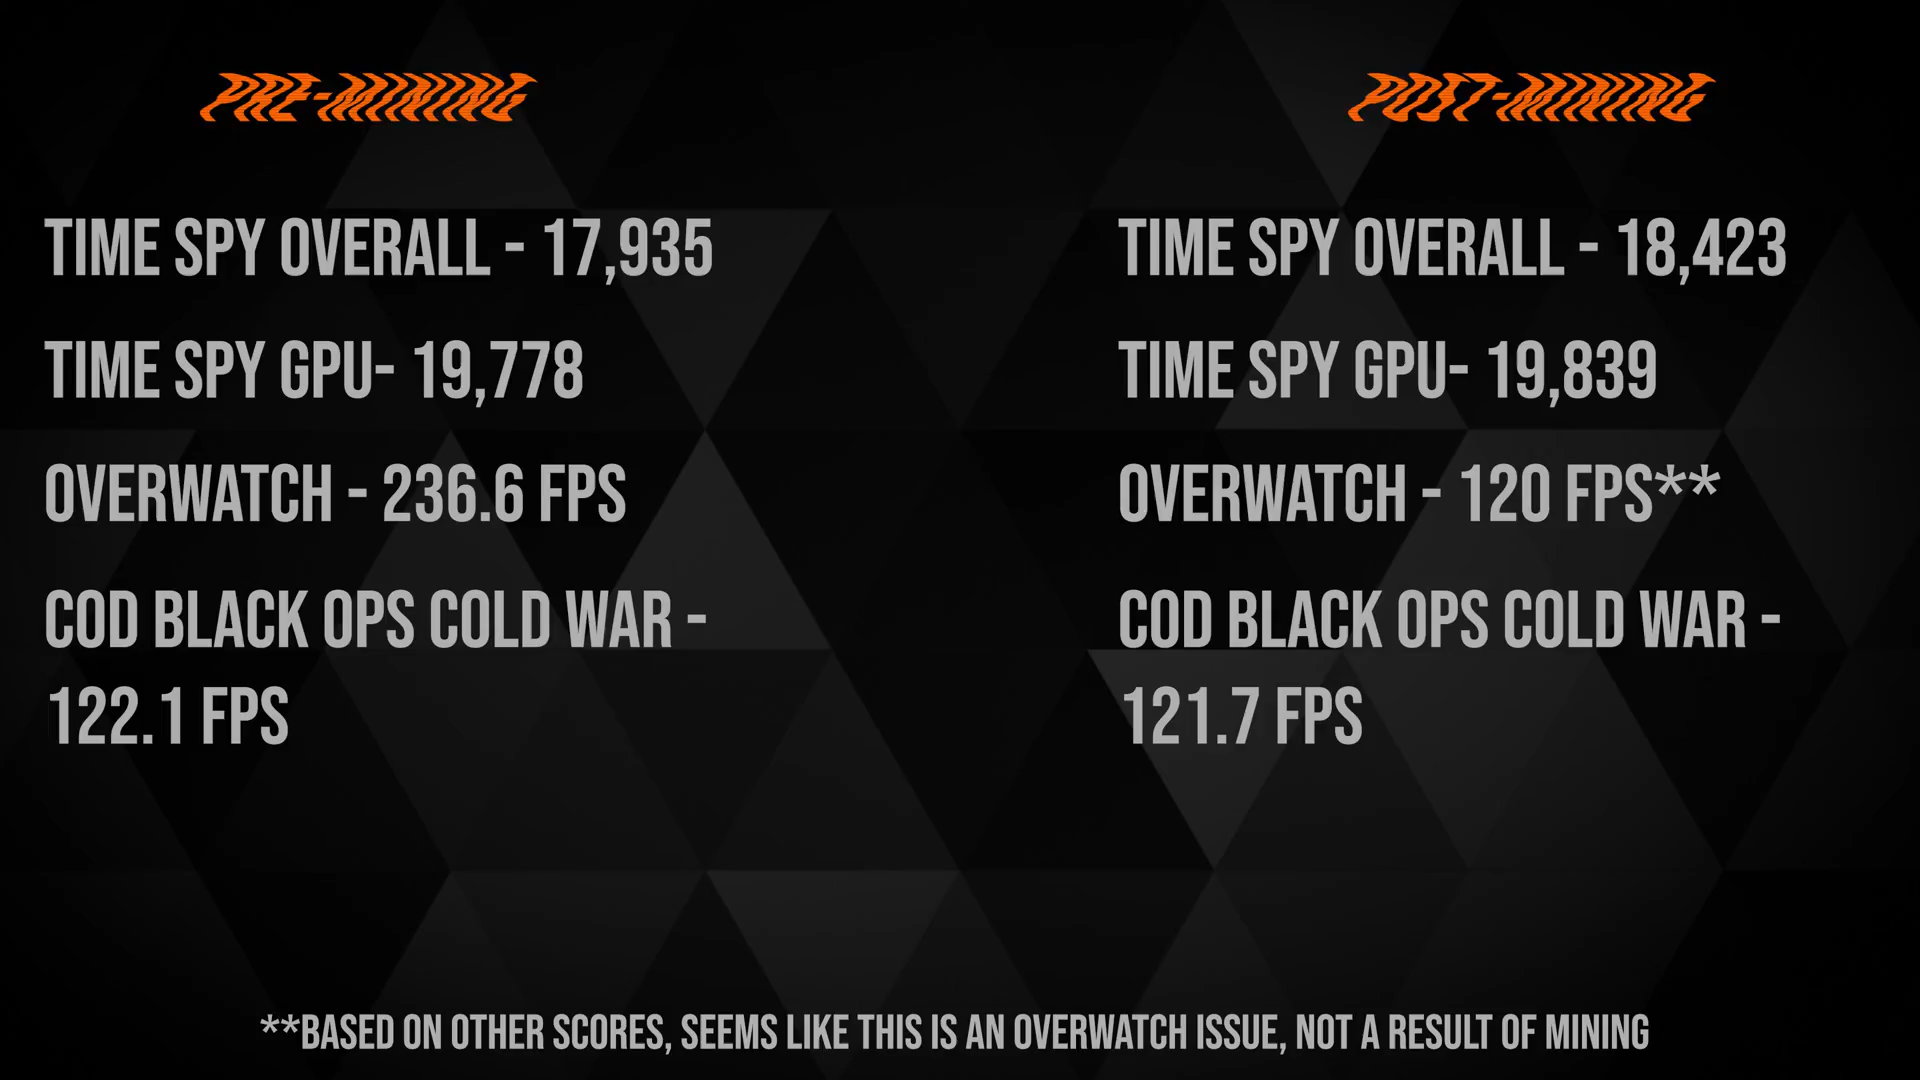 PRE-MINING
TIME SPY OVERALL - 17,935
TIME SPY GPU- 19,778
OVERWATCH - 236.6 FPS
COD BLACK OPS COLD WAR -
122.1 FPS
POST-MINING
TIME SPY OVERALL - 18,423
TIME SPY GPU- 19,839
OVERWATCH - 120 FPS**
COD BLACK OPS COLD WAR -
121.7 FPS
**BASED ON OTHER SCORES, SEEMS LIKE THIS IS AN OVERWATCH ISSUE, NOT A RESULT OF MINING